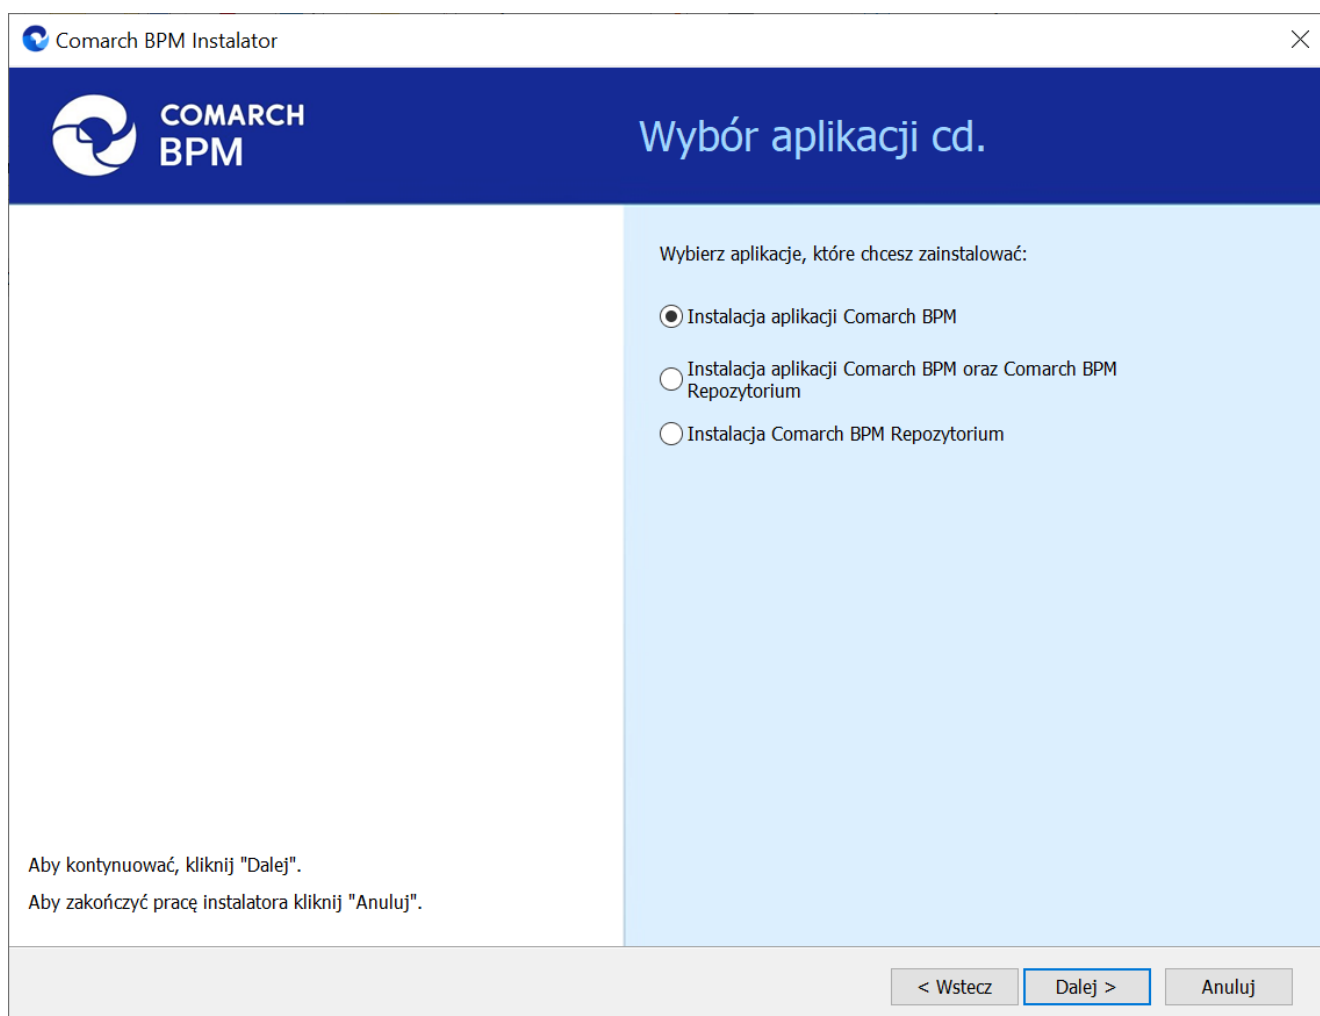 Comarch BPM Instalator
COMARCH
BPM
Wybór aplikacji cd.
Wybierz aplikacje, które chcesz zainstalować:
Instalacja aplikacji Comarch BPM
Instalacja aplikacji Comarch BPM oraz Comarch BPM
Repozytorium
Instalacja Comarch BPM Repozytorium
Aby kontynuować, kliknij "Dalej".
Aby zakończyć pracę instalatora kliknij "Anuluj".
< Wstecz
Dalej >
Anuluj